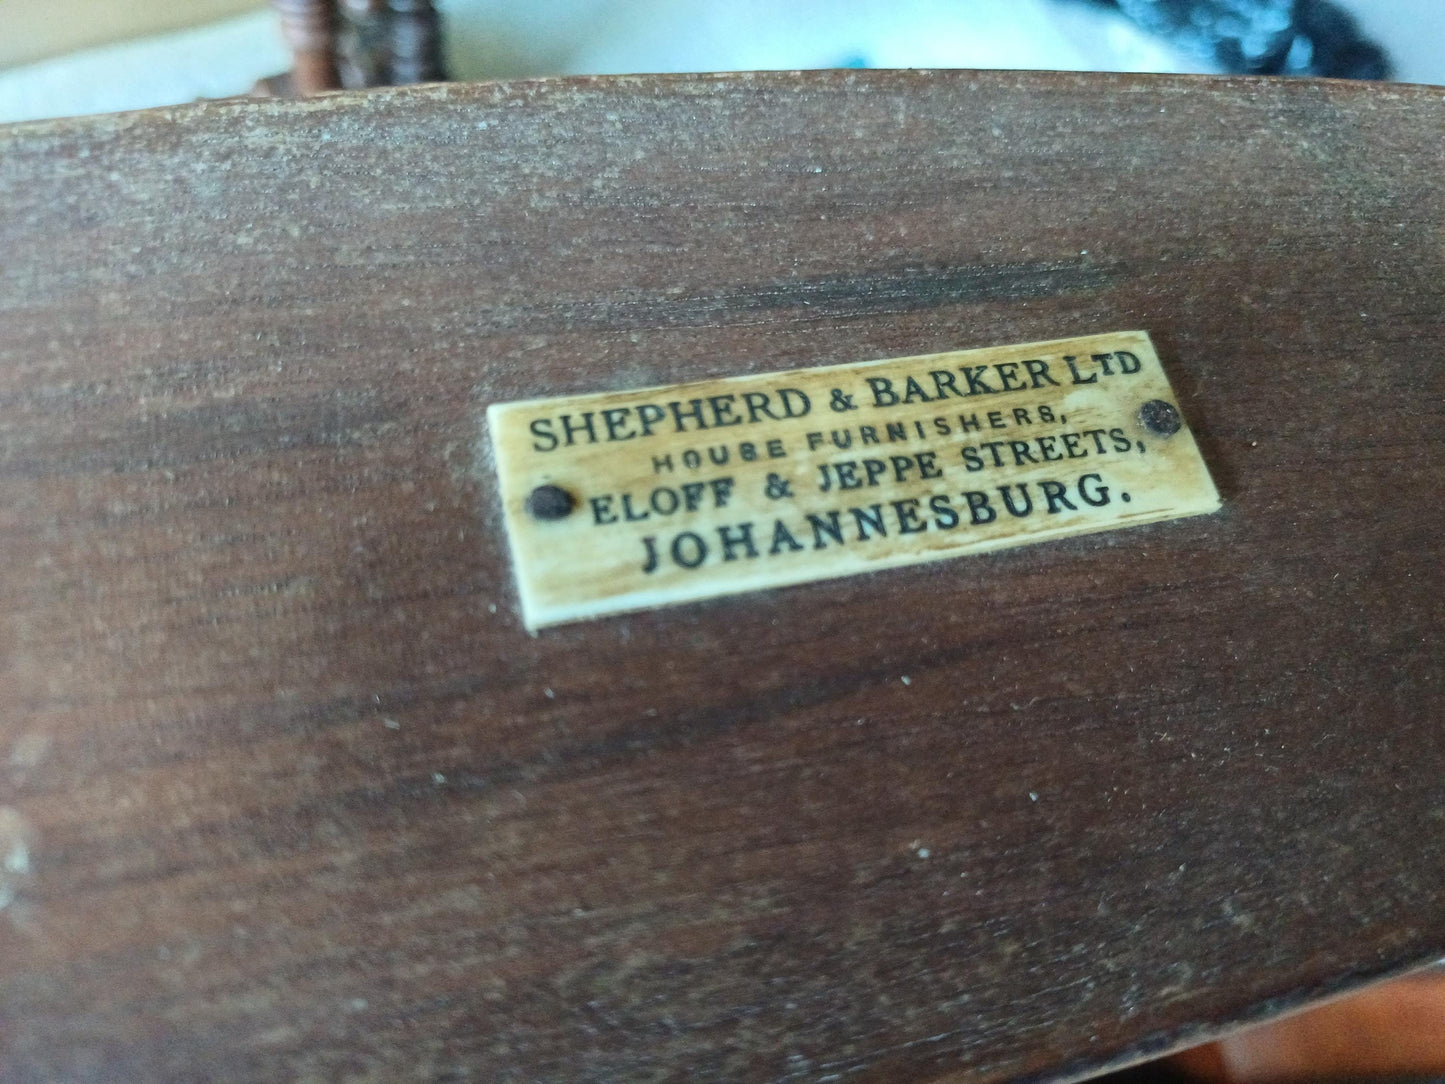 SHEPHERD & BARKER LTD
HOUSE FURNISHERS,
ELOFF & JEPPE STREETS,
JOHANNESBURG.